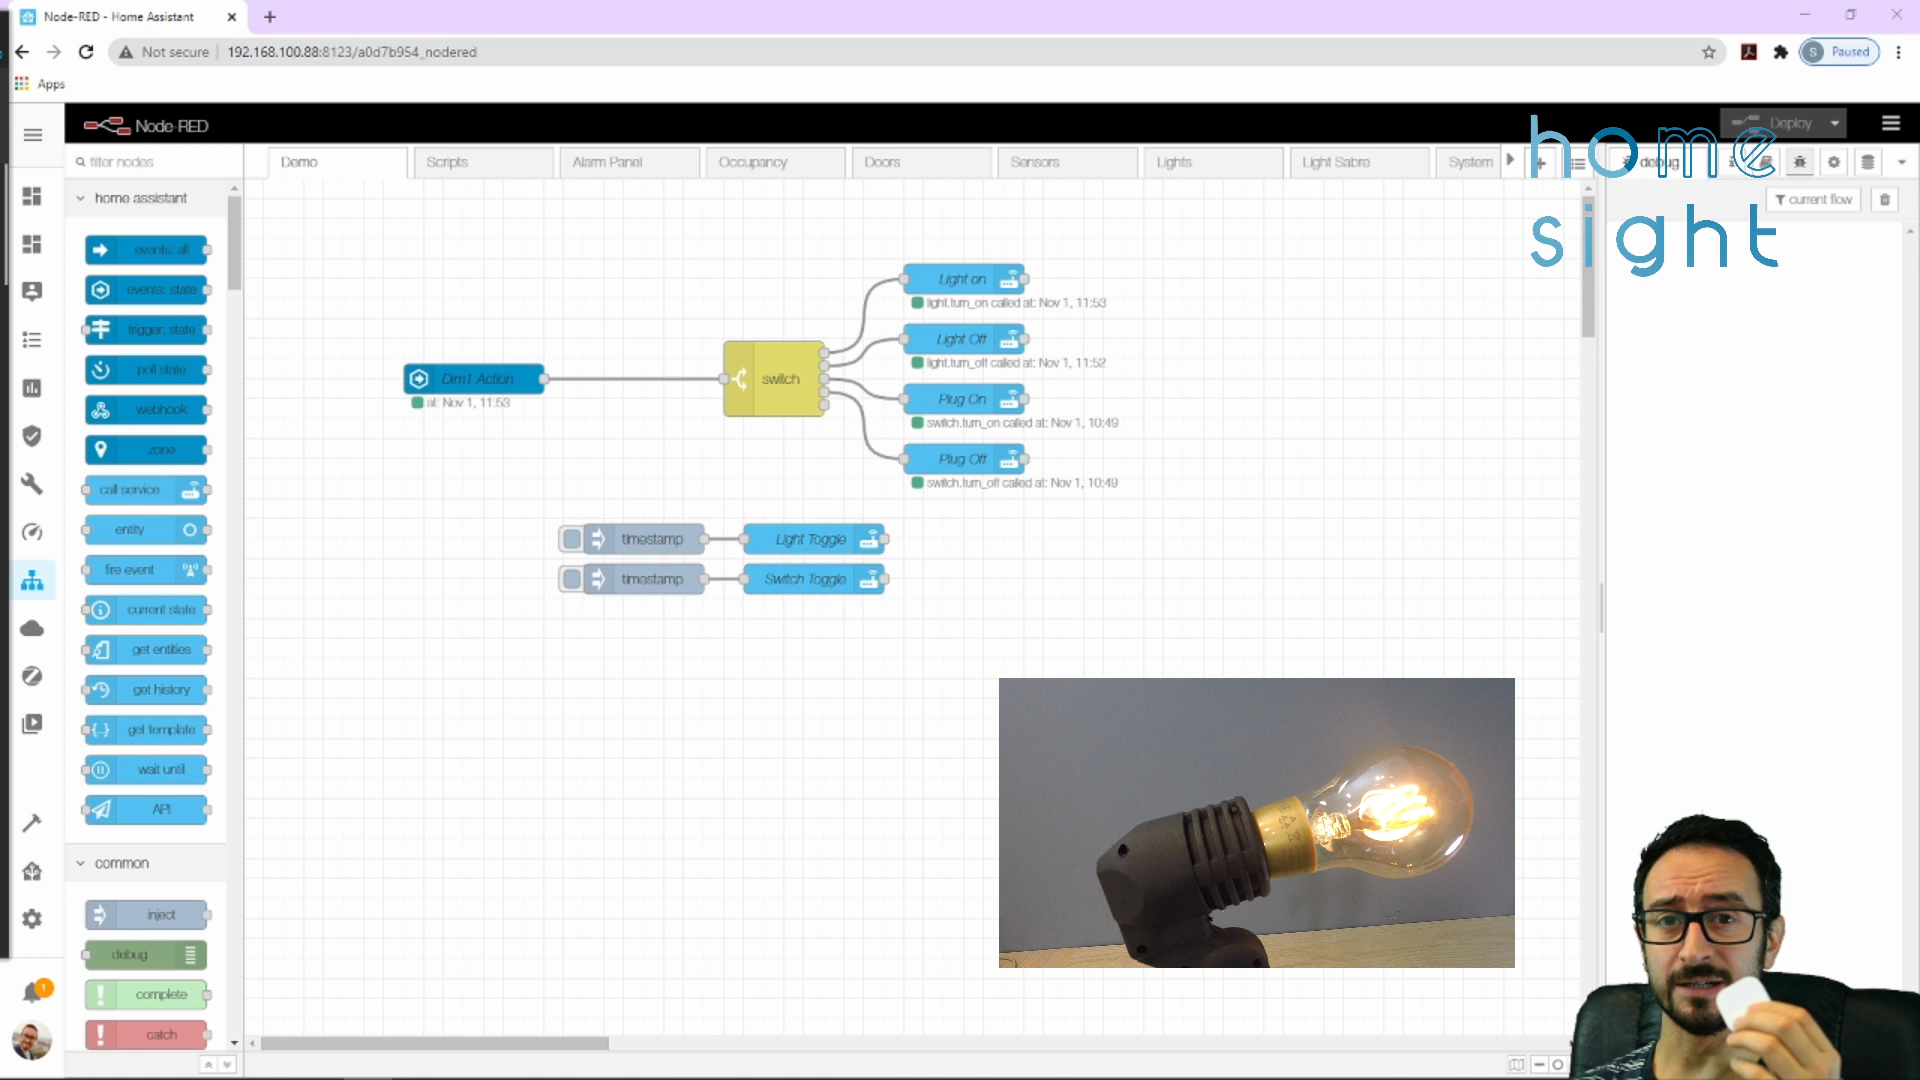 Node-RED - Home Assistant
Not secure
192.168.100.88:8123/a0d7b954_nodered
S
Paused
Apps
Node-RED
Deploy
home
sight
filter nodes
Demo
Scripts
Alarm Panel
Occupancy
Doors
Sensors
Lights
Light Sabre
System
debug
current flow
home assistant
events: all
events: state
trigger: state
poll state
webhook
zone
call service
entity
fire event
current state
get entities
get history
get template
wait until
API
common
inject
debug
complete
catch
1
Dim1 Action
at: Nov 1, 11:53
switch
Light on
light.turn_on called at: Nov 1, 11:53
Light Off
light.turn_off called at: Nov 1, 11:52
Plug On
switch.turn_on called at: Nov 1, 10:49
Plug Off
switch.turn_off called at: Nov 1, 10:49
timestamp
Light Toggle
timestamp
Switch Toggle